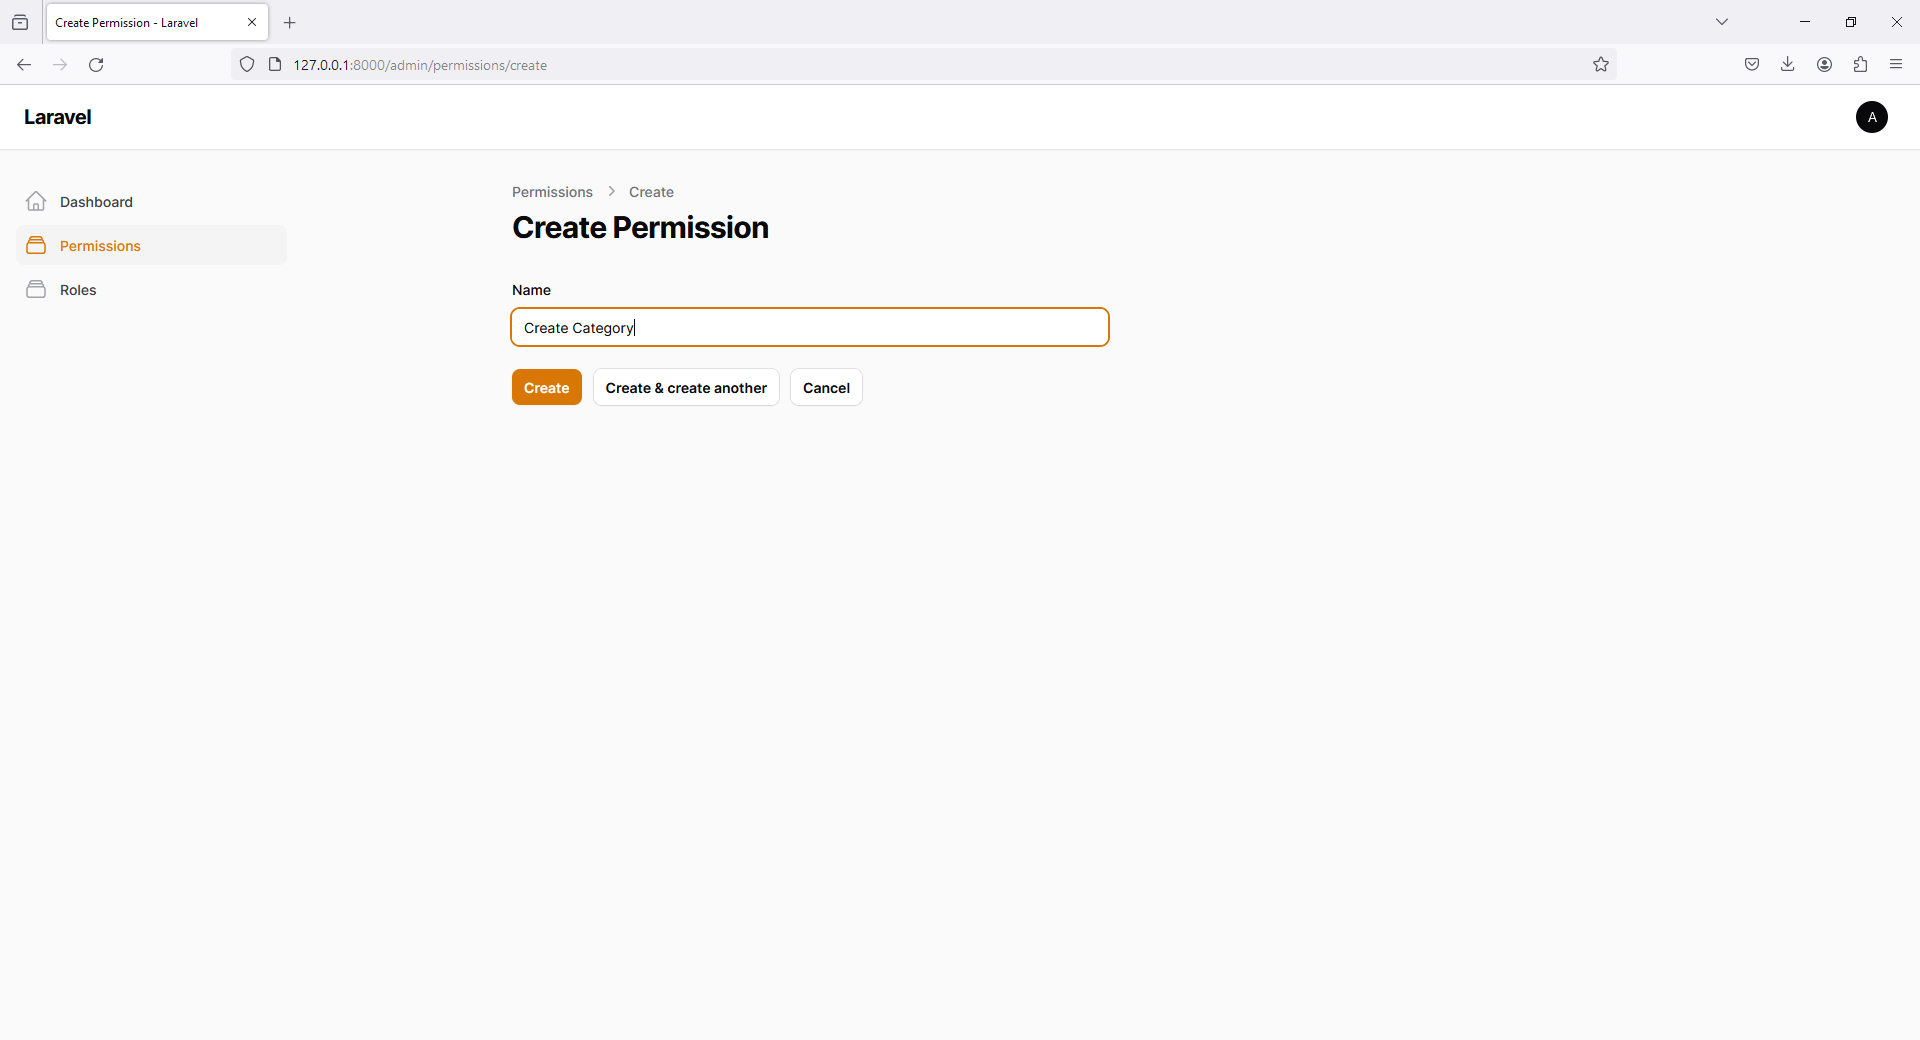 Create Permission - Laravel
127.0.0.1:8000/admin/permissions/create
Laravel
A
Dashboard
Permissions
Roles
Permissions Create
Create Permission
Name
Create Category
Create Create & create another Cancel